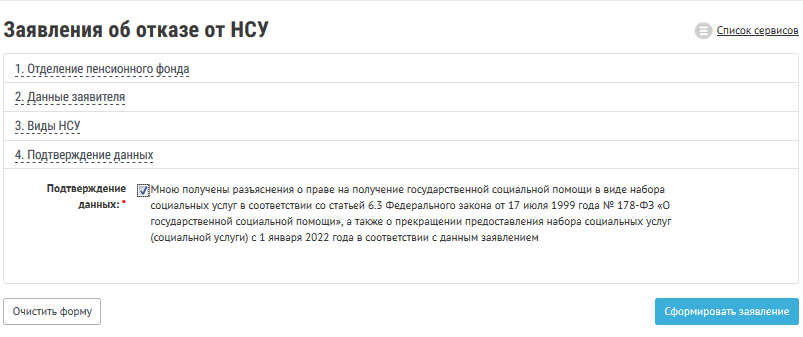 Заявления об отказе от НСУ
Список сервисов
1. Отделение пенсионного фонда
2. Данные заявителя
3. Виды НСУ
4. Подтверждение данных
Подтверждение
данных: *
Мною получены разъяснения о праве на получение государственной социальной помощи в виде набора
социальных услуг в соответствии со статьей 6.3 Федерального закона от 17 июля 1999 года № 178-ФЗ «О
государственной социальной помощи», а также о прекращении предоставления набора социальных услуг
(социальной услуги) с 1 января 2022 года в соответствии с данным заявлением
Очистить форму
Сформировать заявление